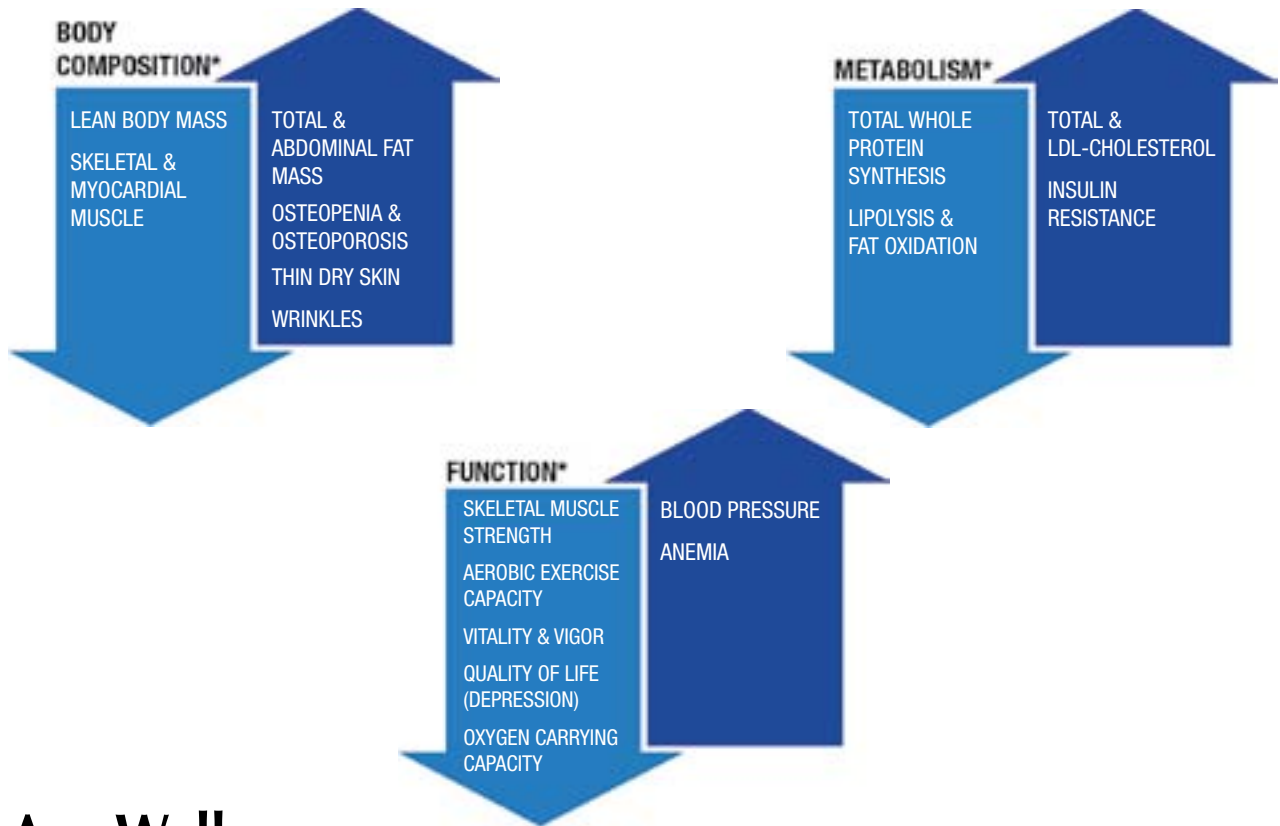 BODY
COMPOSITION*
LEAN BODY MASS
SKELETAL &
MYOCARDIAL
MUSCLE
TOTAL &
ABDOMINAL FAT
MASS
OSTEOPENIA &
OSTEOPOROSIS
THIN DRY SKIN
WRINKLES
METABOLISM*
TOTAL WHOLE
PROTEIN
SYNTHESIS
LIPOLYSIS &
FAT OXIDATION
TOTAL &
LDL-CHOLESTEROL
INSULIN
RESISTANCE
FUNCTION*
SKELETAL MUSCLE
STRENGTH
AEROBIC EXERCISE
CAPACITY
VITALITY & VIGOR
QUALITY OF LIFE
(DEPRESSION)
OXYGEN CARRYING
CAPACITY
BLOOD PRESSURE
ANEMIA